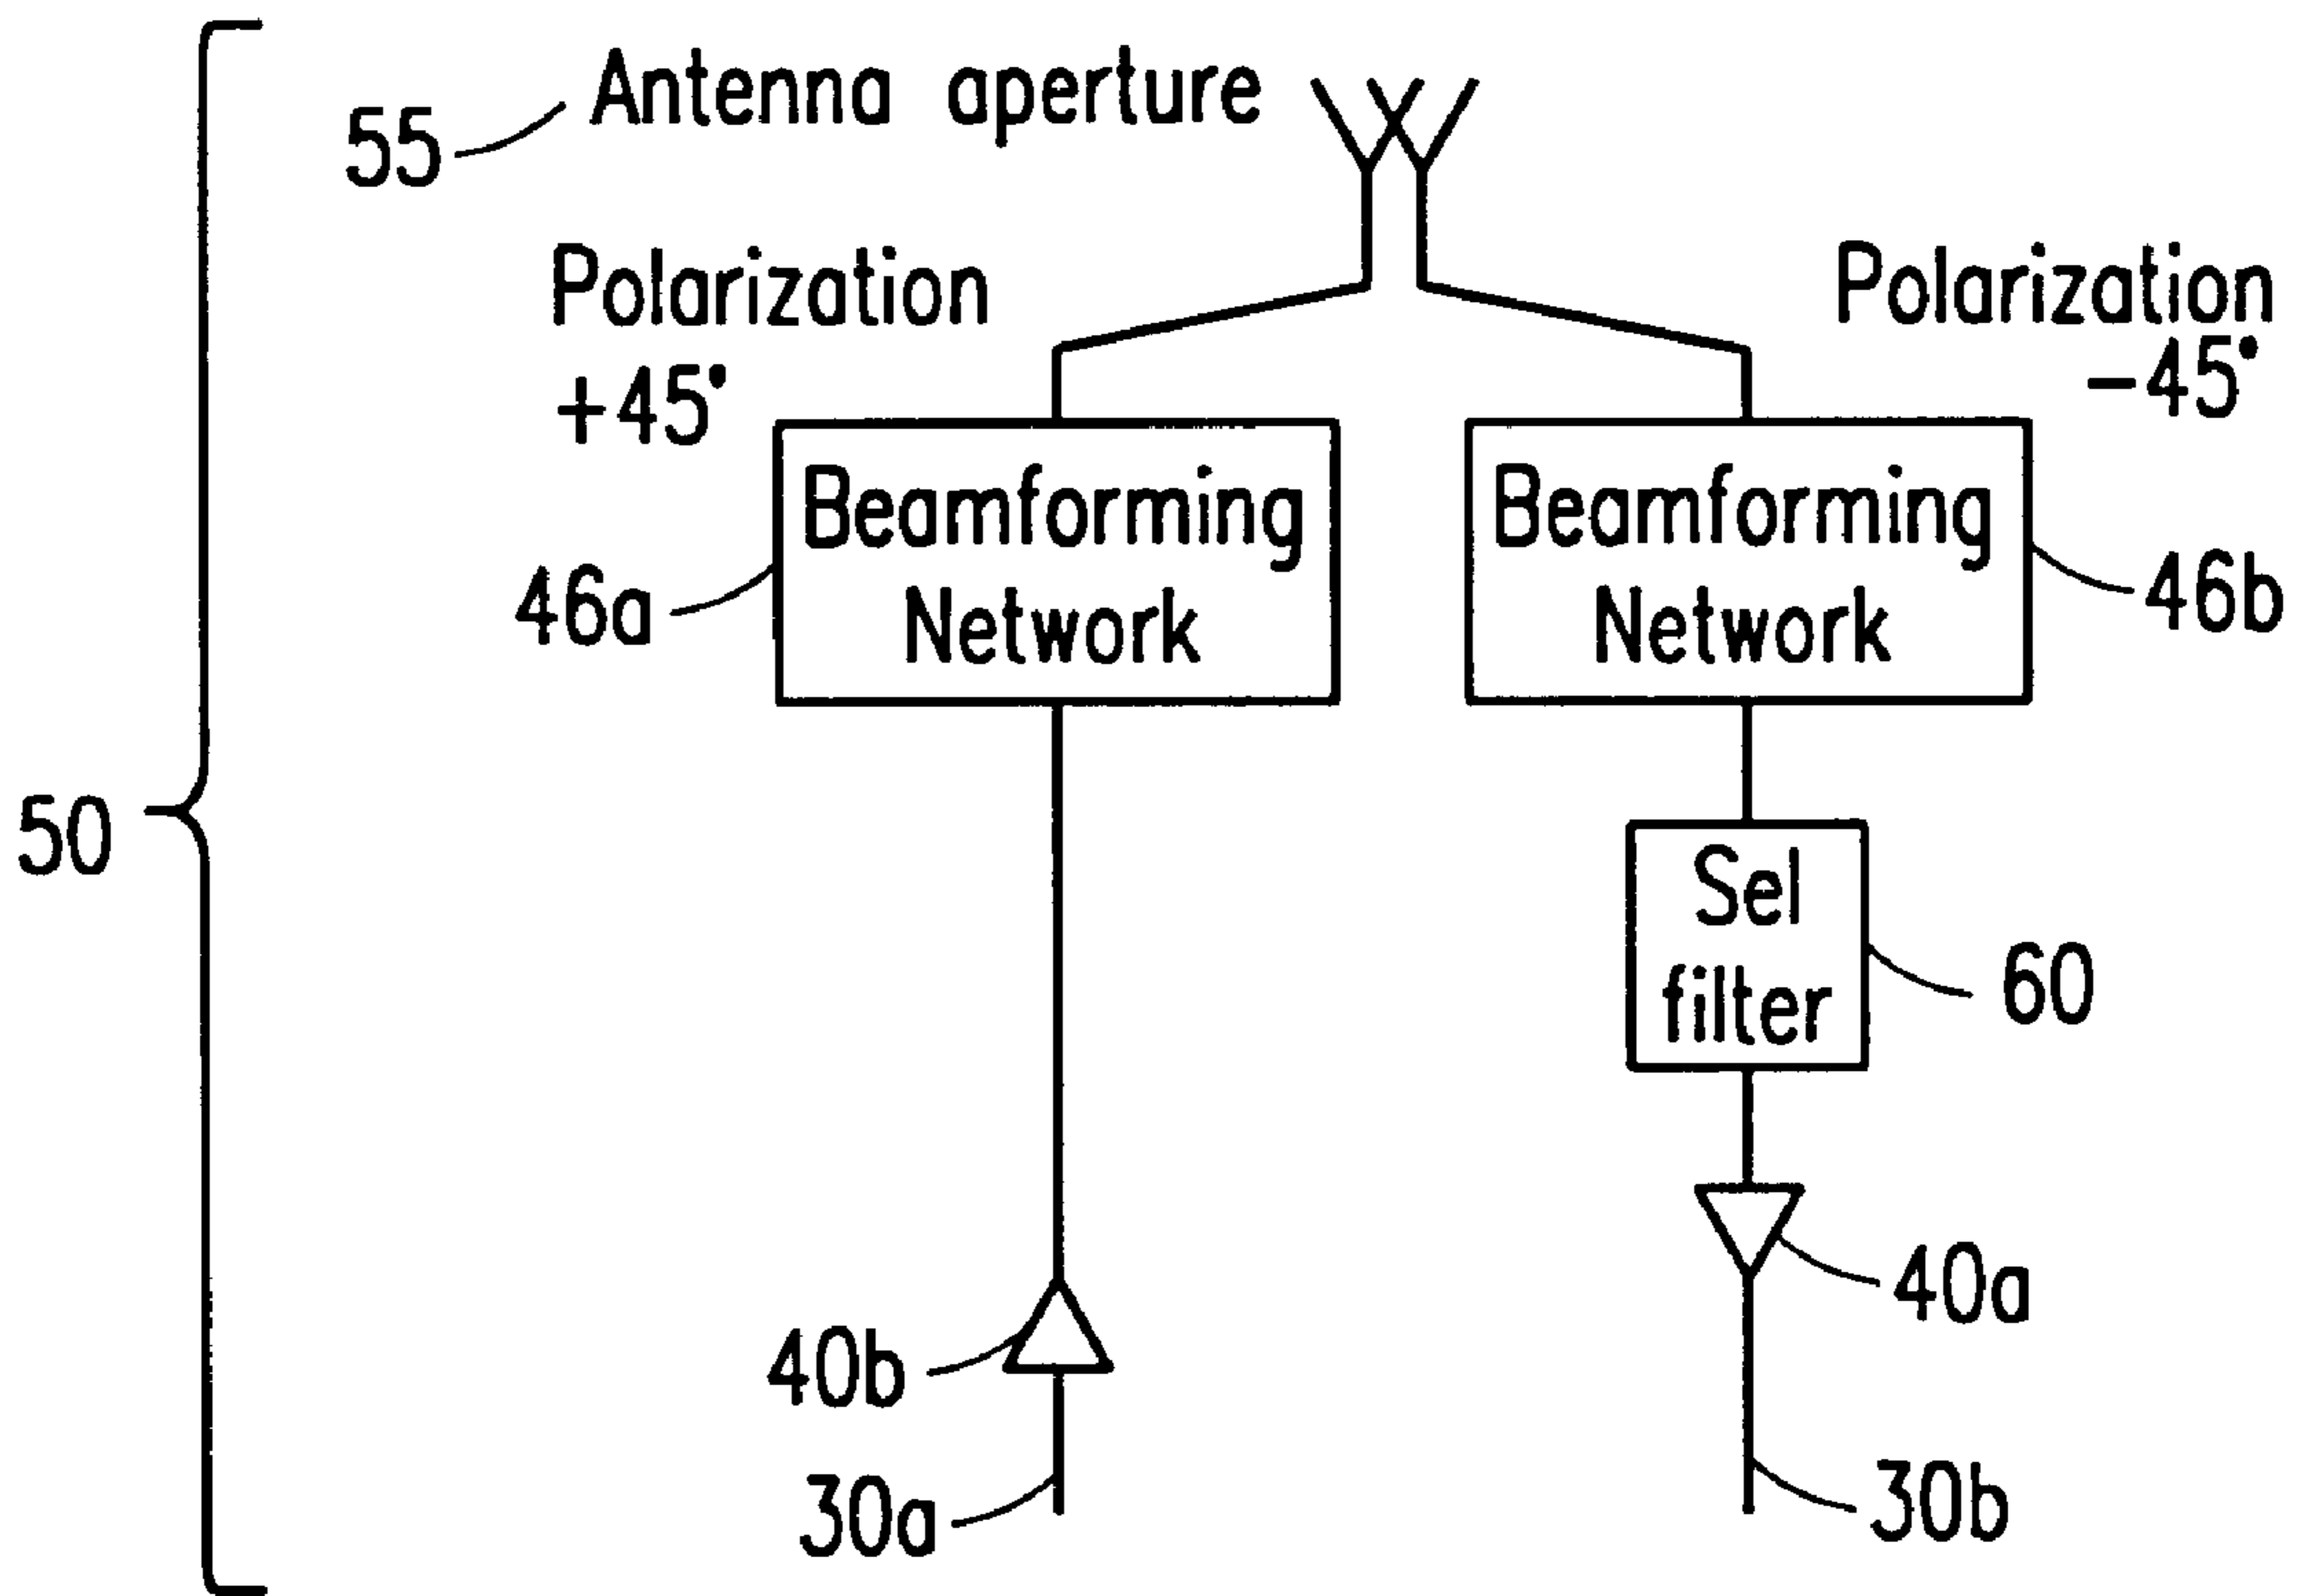 Antenna aperture
55
Polarization
+45°
Polarization
-45°
Beamforming
Network
Beamforming
Network
46a
46b
50
Sel
filter
60
40a
40b
30a
30b